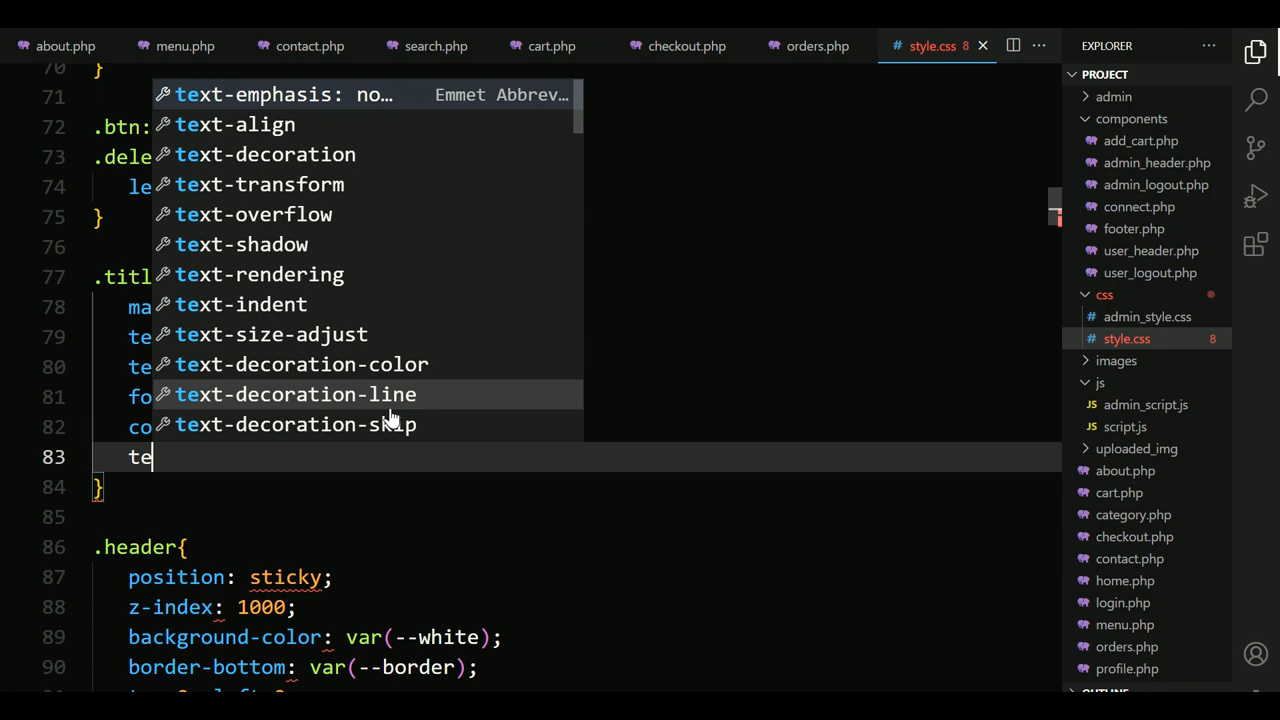 about.php menu.php contact.php search.php cart.php checkout.php orders.php # style.css 8 × ··· EXPLORER ···
70 }
71
72 .btn:
73 .dele
74 le
75 }
76
77 .titl
78 ma
79 te
80 te
81 fo
82 co
83 te
84 }
85
86 .header{
87 position: sticky;
88 z-index: 1000;
89 background-color: var(--white);
90 border-bottom: var(--border);
text-emphasis: no… Emmet Abbrev…
text-align
text-decoration
text-transform
text-overflow
text-shadow
text-rendering
text-indent
text-size-adjust
text-decoration-color
text-decoration-line
text-decoration-skip
PROJECT
admin
components
add_cart.php
admin_header.php
admin_logout.php
connect.php
footer.php
user_header.php
user_logout.php
css
# admin_style.css
# style.css 8
images
js
JS admin_script.js
JS script.js
uploaded_img
about.php
cart.php
category.php
checkout.php
contact.php
home.php
login.php
menu.php
orders.php
profile.php
OUTLINE